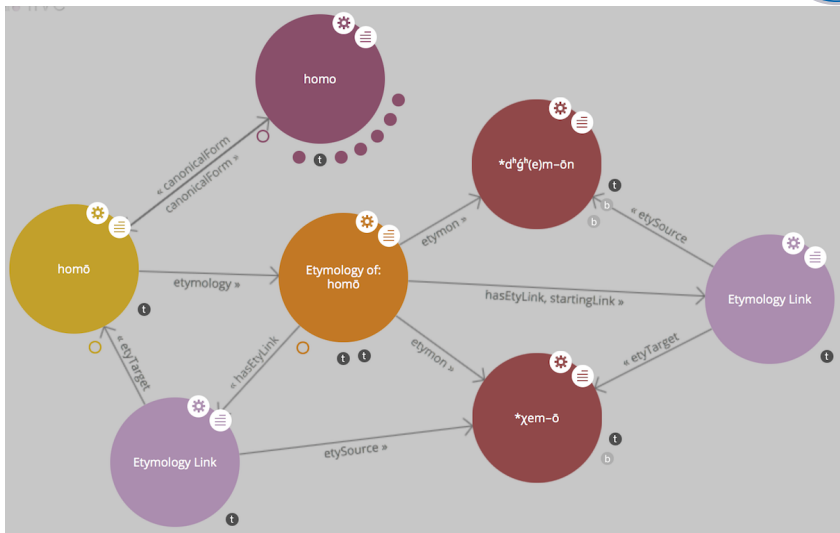 homo
*dʰǵʰ(e)m-ōn
« canonicalForm
canonicalForm »
etymon »
« etySource
homō
etymology »
Etymology of:
homō
hasEtyLink, startingLink »
Etymology Link
« etyTarget
« hasEtyLink
etymon »
« etyTarget
Etymology Link
etySource »
*χem-ō
t
t
b
b
t
t
t
t
t
b
t